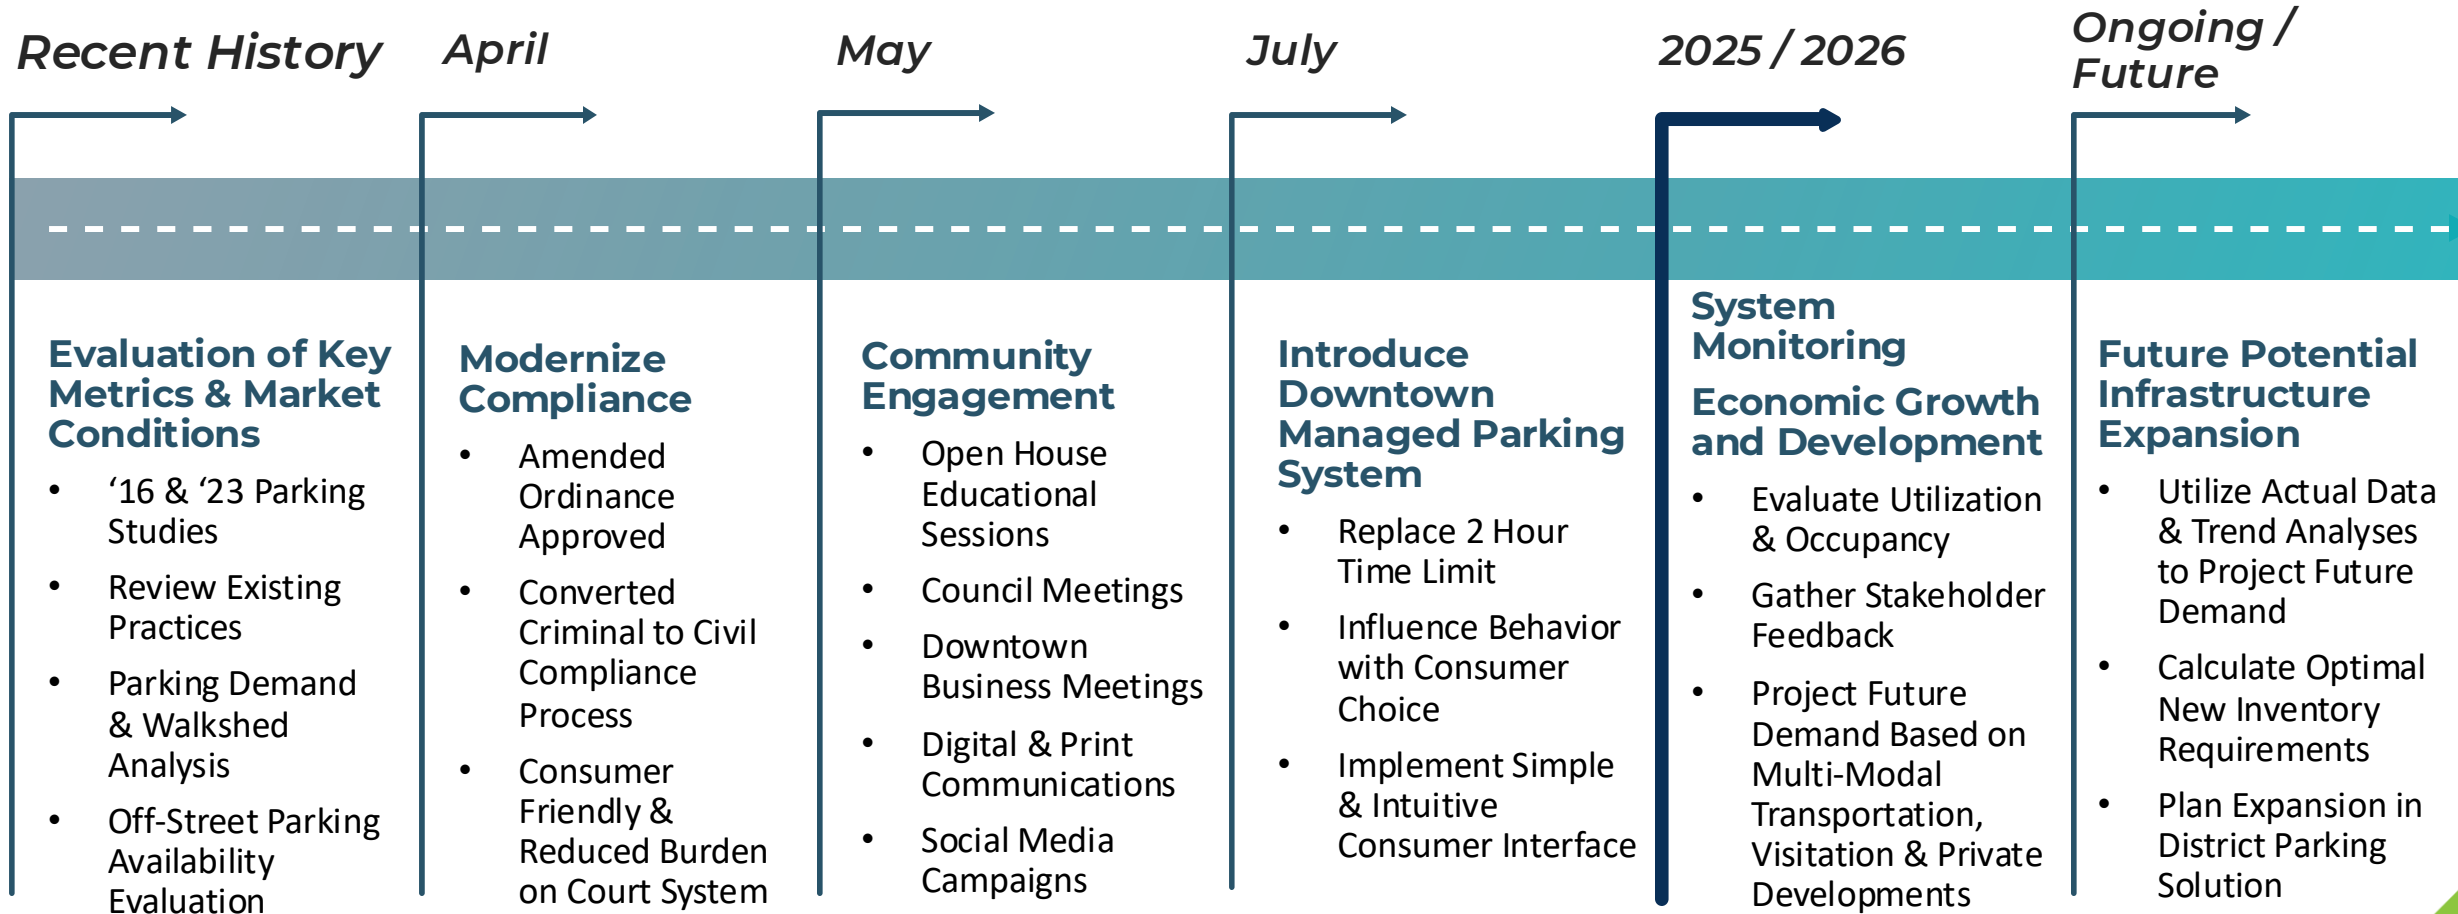 Recent History
April
May
July
2025 / 2026
Ongoing /
Future
Evaluation of Key
Metrics & Market
Conditions
• ‘16 & ‘23 Parking
Studies
• Review Existing
Practices
• Parking Demand
& Walkshed
Analysis
• Off-Street Parking
Availability
Evaluation
Modernize
Compliance
• Amended
Ordinance
Approved
• Converted
Criminal to Civil
Compliance
Process
• Consumer
Friendly &
Reduced Burden
on Court System
Community
Engagement
• Open House
Educational
Sessions
• Council Meetings
• Downtown
Business Meetings
• Digital & Print
Communications
• Social Media
Campaigns
Introduce
Downtown
Managed Parking
System
• Replace 2 Hour
Time Limit
• Influence Behavior
with Consumer
Choice
• Implement Simple
& Intuitive
Consumer Interface
System
Monitoring
Economic Growth
and Development
• Evaluate Utilization
& Occupancy
• Gather Stakeholder
Feedback
• Project Future
Demand Based on
Multi-Modal
Transportation,
Visitation & Private
Developments
Future Potential
Infrastructure
Expansion
• Utilize Actual Data
& Trend Analyses
to Project Future
Demand
• Calculate Optimal
New Inventory
Requirements
• Plan Expansion in
District Parking
Solution